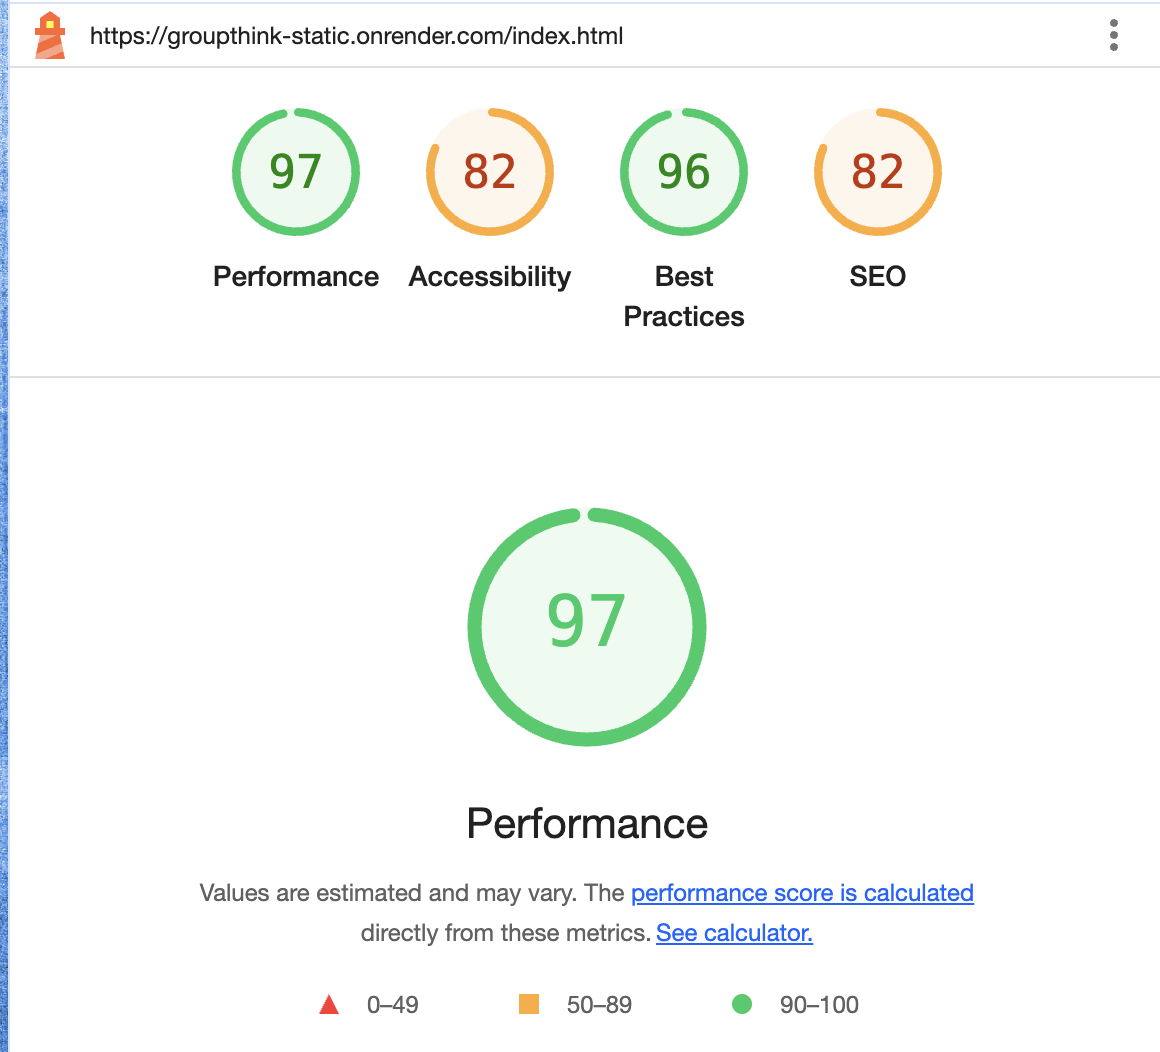 https://groupthink-static.onrender.com/index.html
97
82
96
82
Performance
Accessibility
Best
Practices
SEO
97
Performance
Values are estimated and may vary. The performance score is calculated
directly from these metrics. See calculator.
0–49
50–89
90–100